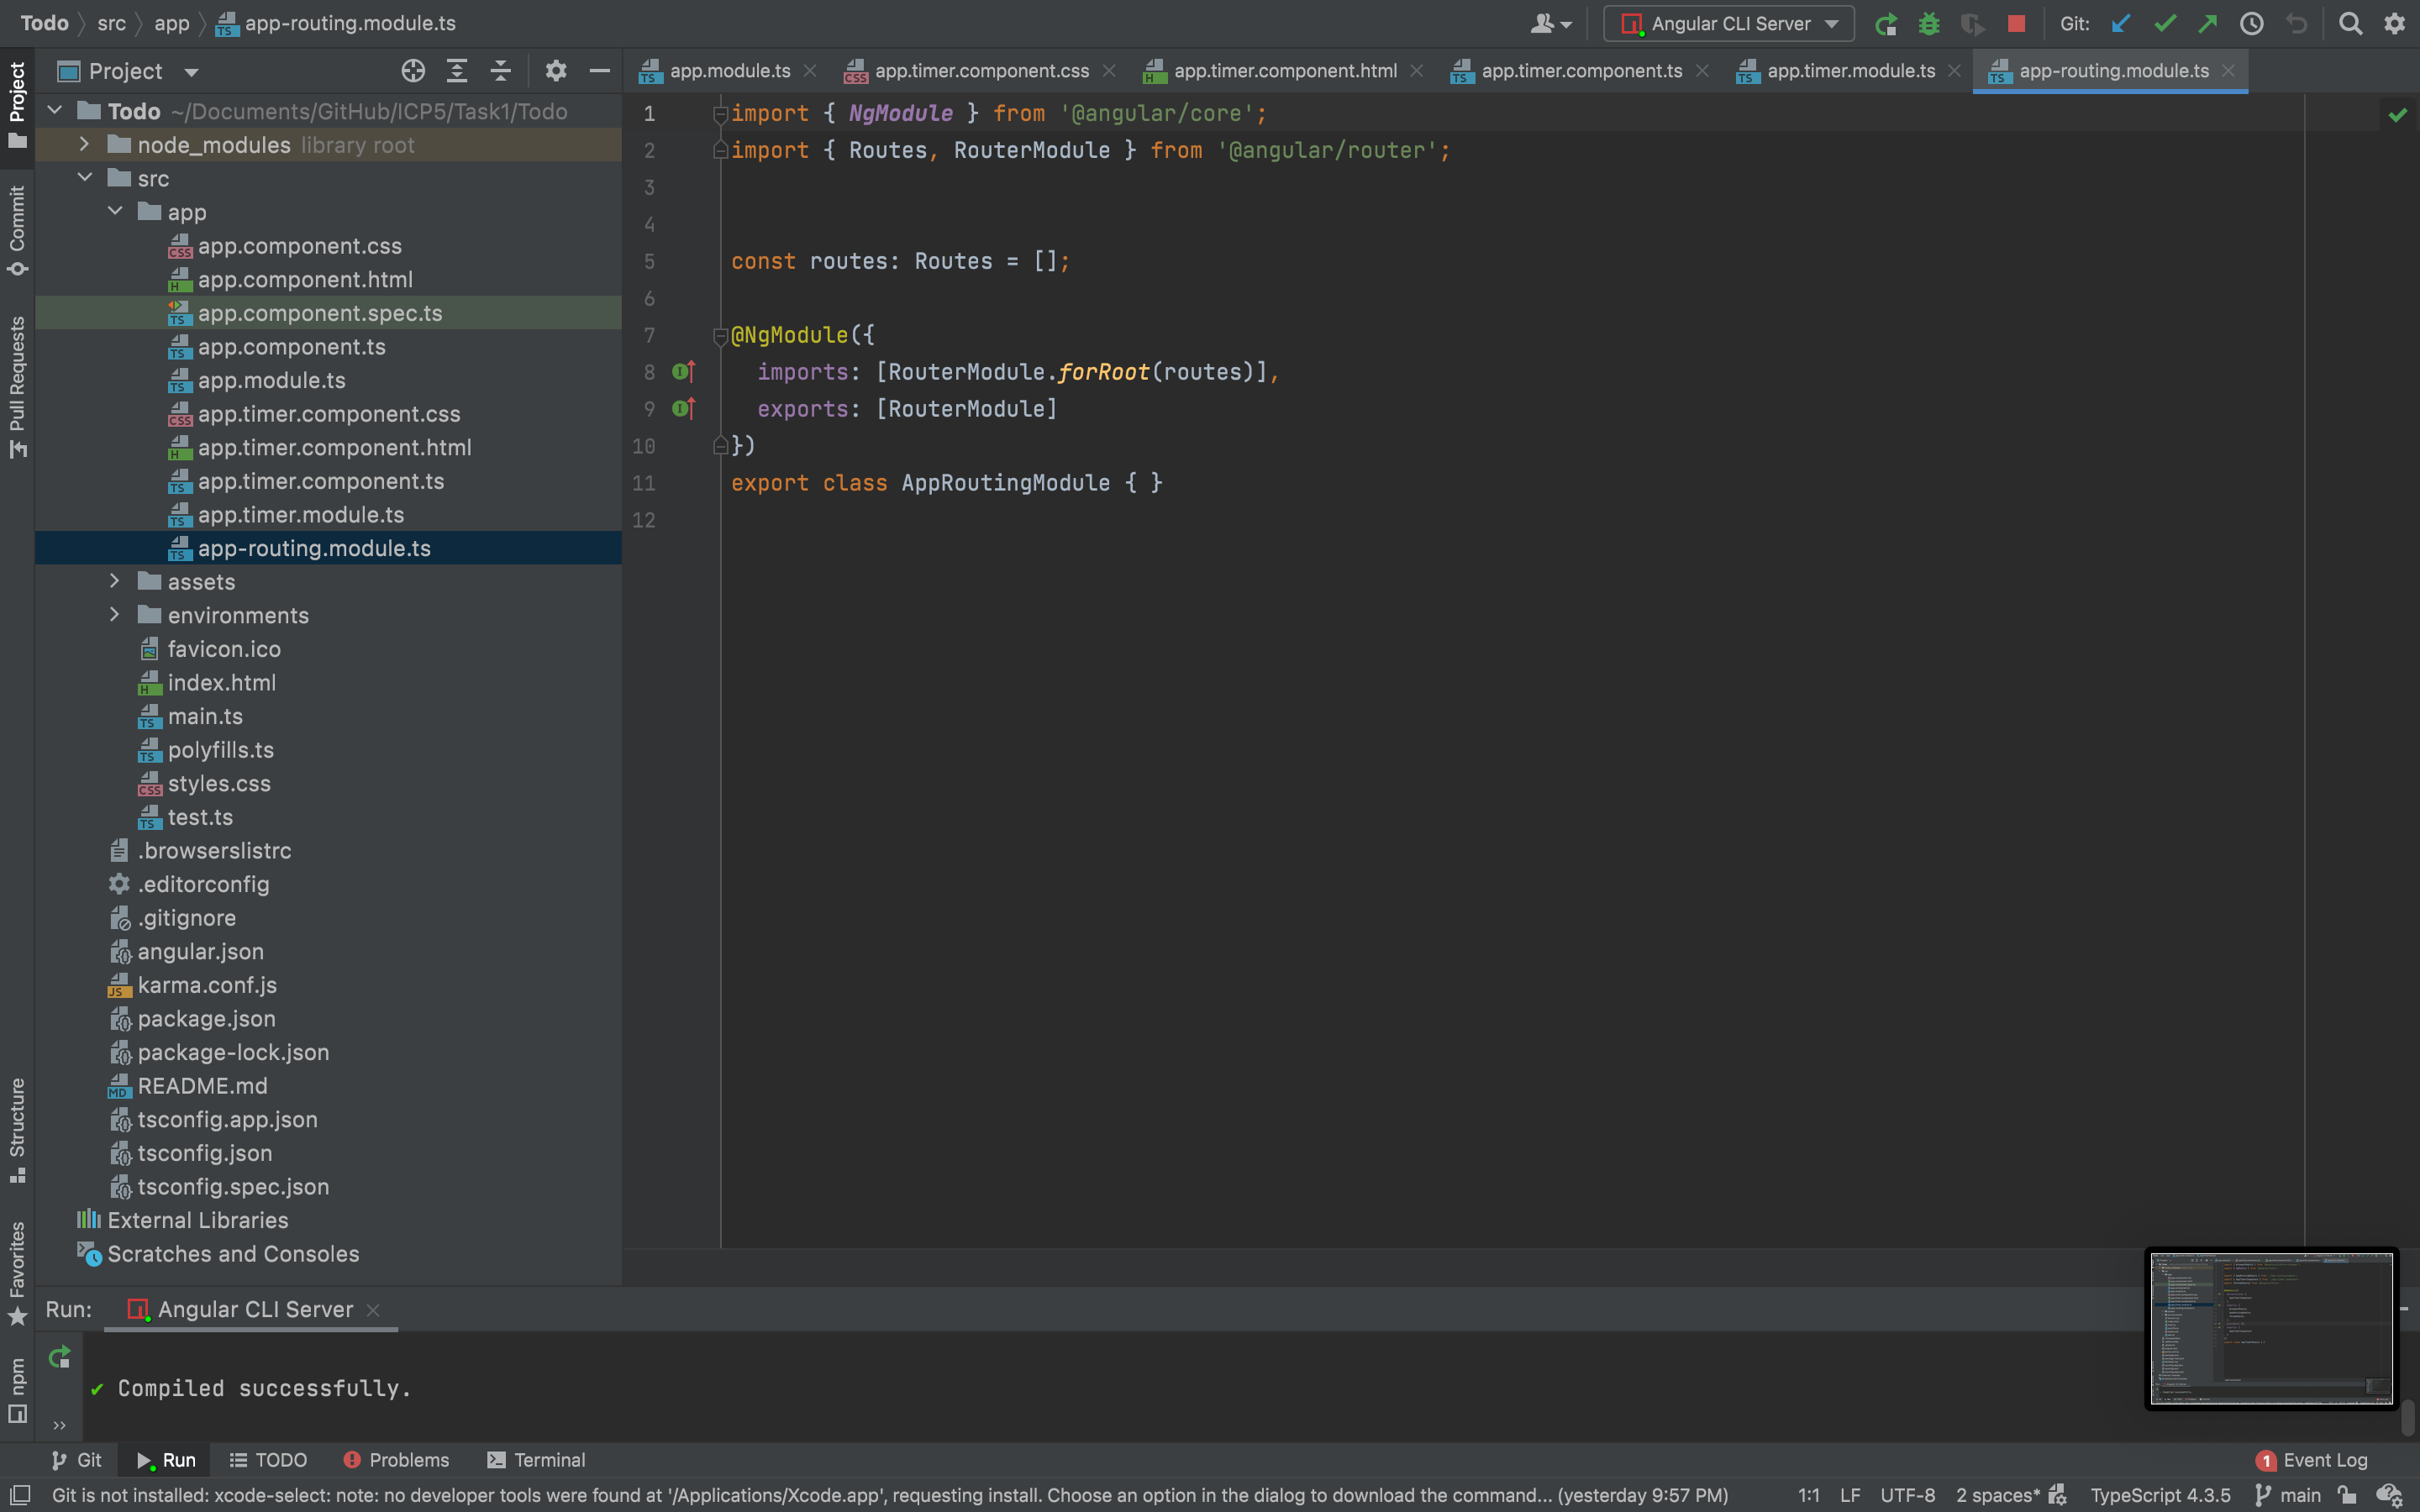 Todo src app app-routing.module.ts
Angular CLI Server
Git:
Project
app.module.ts
app.timer.component.css
app.timer.component.html
app.timer.component.ts
app.timer.module.ts
app-routing.module.ts
Project
Commit
Pull Requests
Structure
Favorites
npm
Todo ~/Documents/GitHub/ICP5/Task1/Todo
node_modules library root
src
app
app.component.css
app.component.html
app.component.spec.ts
app.component.ts
app.module.ts
app.timer.component.css
app.timer.component.html
app.timer.component.ts
app.timer.module.ts
app-routing.module.ts
assets
environments
favicon.ico
index.html
main.ts
polyfills.ts
styles.css
test.ts
.browserslistrc
.editorconfig
.gitignore
angular.json
karma.conf.js
package.json
package-lock.json
README.md
tsconfig.app.json
tsconfig.json
tsconfig.spec.json
External Libraries
Scratches and Consoles
1 import { NgModule } from '@angular/core';
2 import { Routes, RouterModule } from '@angular/router';
3
4
5 const routes: Routes = [];
6
7 @NgModule({
8 imports: [RouterModule.forRoot(routes)],
9 exports: [RouterModule]
10 })
11 export class AppRoutingModule { }
12
Run: Angular CLI Server
✔ Compiled successfully.
Git
Run
TODO
Problems
Terminal
1 Event Log
Git is not installed: xcode-select: note: no developer tools were found at '/Applications/Xcode.app', requesting install. Choose an option in the dialog to download the command... (yesterday 9:57 PM)
1:1 LF UTF-8 2 spaces* TypeScript 4.3.5 main